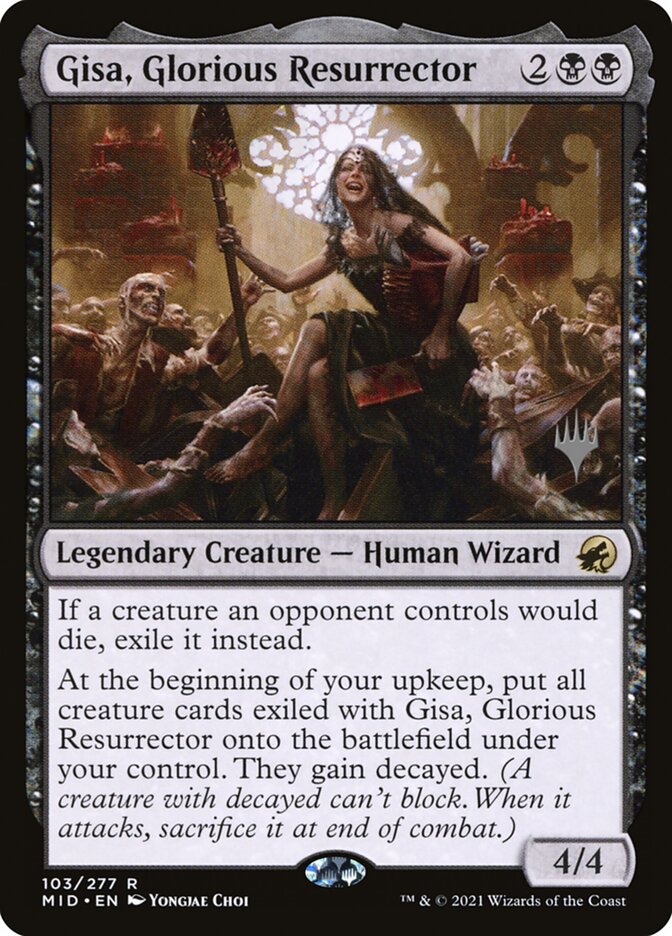 Gisa, Glorious Resurrector 2
Legendary Creature — Human Wizard
If a creature an opponent controls would
die, exile it instead.
At the beginning of your upkeep, put all
creature cards exiled with Gisa, Glorious
Resurrector onto the battlefield under
your control. They gain decayed. (A
creature with decayed can't block. When it
attacks, sacrifice it at end of combat.)
4/4
103/277 R
MID • EN Yongjae Choi
™ & © 2021 Wizards of the Coast